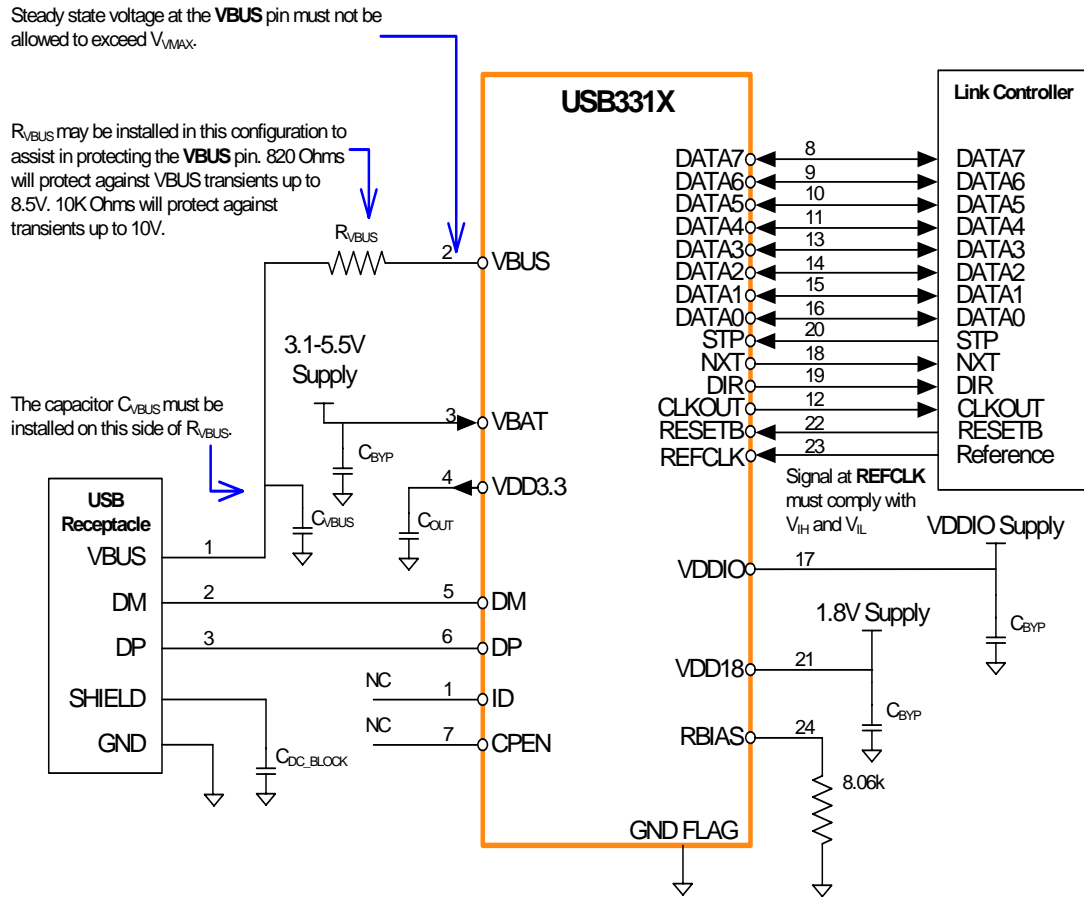 Steady state voltage at the VBUS pin must not be
allowed to exceed VVMAX.
RVBUS may be installed in this configuration to
assist in protecting the VBUS pin. 820 Ohms
will protect against VBUS transients up to
8.5V. 10K Ohms will protect against
transients up to 10V.
RVBUS
2
VBUS
3.1-5.5V
Supply
The capacitor CVBUS must be
installed on this side of RVBUS.
3
VBAT
CBYP
4
VDD3.3
COUT
CVBUS
USB
Receptacle
VBUS
1
DM
2
5
DM
DP
3
6
DP
SHIELD
NC
1
ID
GND
NC
7
CPEN
CDC_BLOCK
USB331X
Link Controller
DATA7
8
DATA7
DATA6
9
DATA6
DATA5
10
DATA5
DATA4
11
DATA4
DATA3
13
DATA3
DATA2
14
DATA2
DATA1
15
DATA1
DATA0
16
DATA0
STP
20
STP
NXT
18
NXT
DIR
19
DIR
CLKOUT
12
CLKOUT
RESETB
22
RESETB
REFCLK
23
Reference
Signal at REFCLK
must comply with
VIH and VIL
VDDIO Supply
VDDIO
17
CBYP
1.8V Supply
VDD18
21
CBYP
RBIAS
24
8.06k
GND FLAG